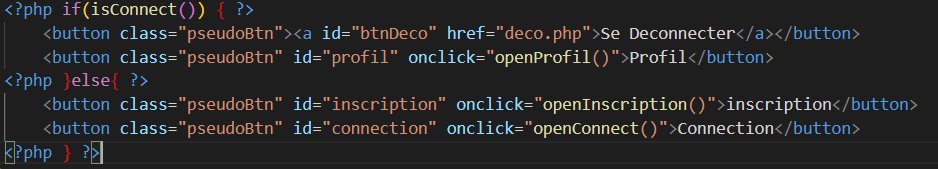 <?php if(isConnect()) { ?>
    <button class="pseudoBtn"><a id="btnDeco" href="deco.php">Se Deconnecter</a></button>
    <button class="pseudoBtn" id="profil" onclick="openProfil()">Profil</button>
<?php }else{ ?>
    <button class="pseudoBtn" id="inscription" onclick="openInscription()">inscription</button>
    <button class="pseudoBtn" id="connection" onclick="openConnect()">Connection</button>
<?php } ?>